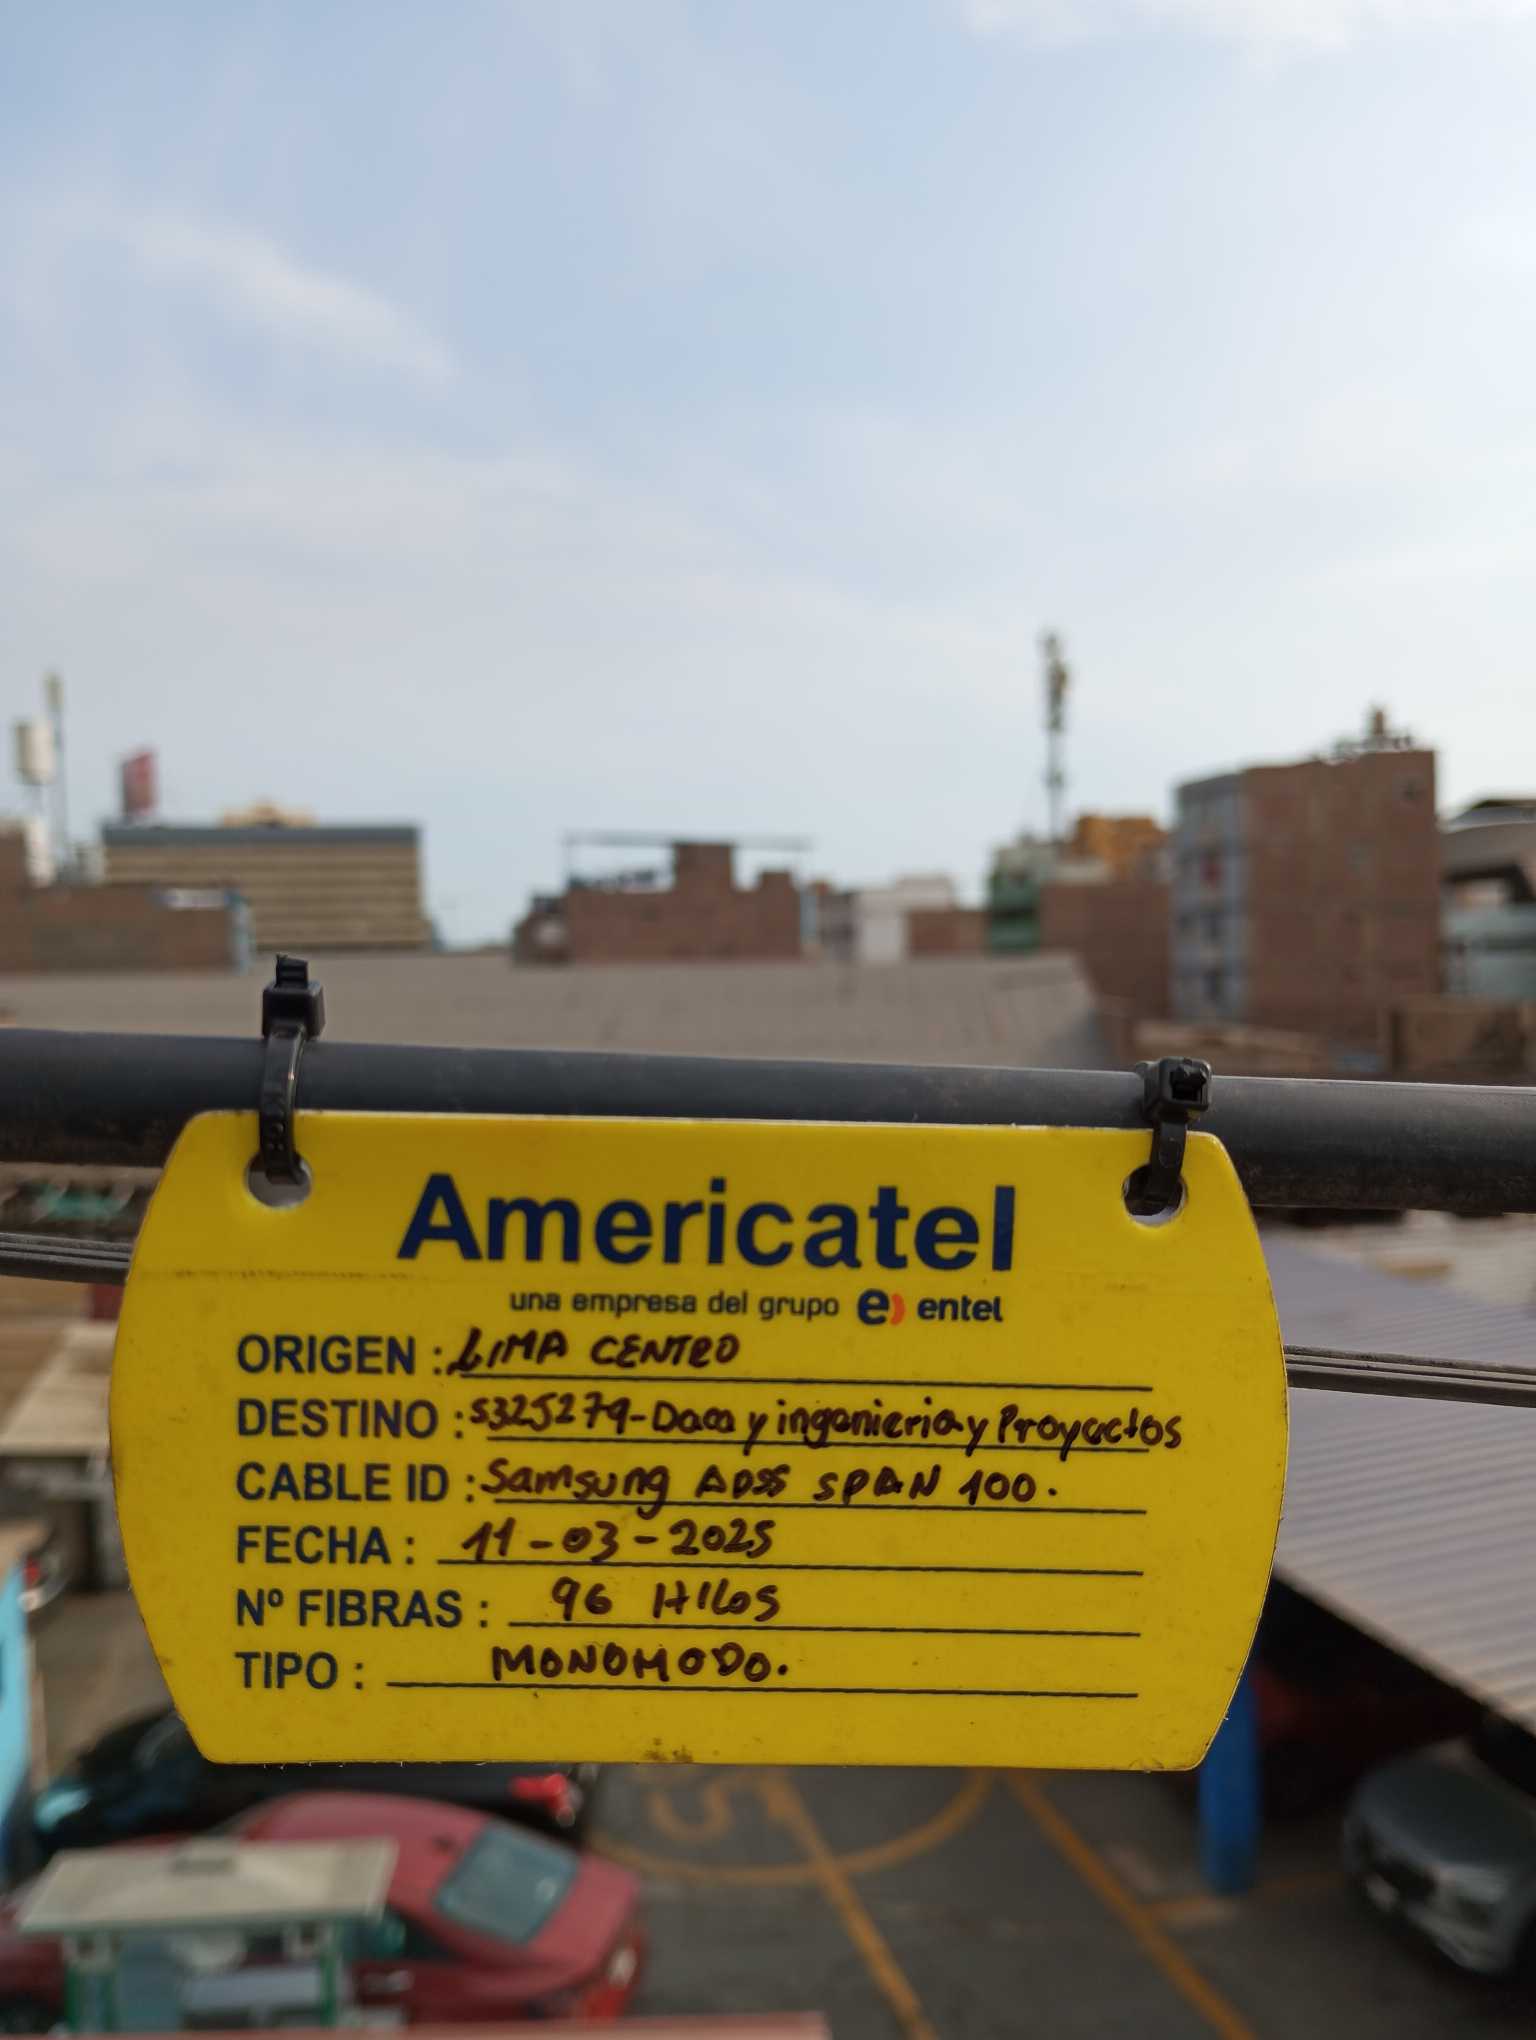 Americatel
una empresa del grupo e) entel
ORIGEN : LIMA CENTRO
DESTINO : S325279-Daca y ingenieria y Proyectos
CABLE ID : Samsung ADSS SPAN 100.
FECHA : 11-03-2025
Nº FIBRAS : 96 HILOS
TIPO : MONOMODO.